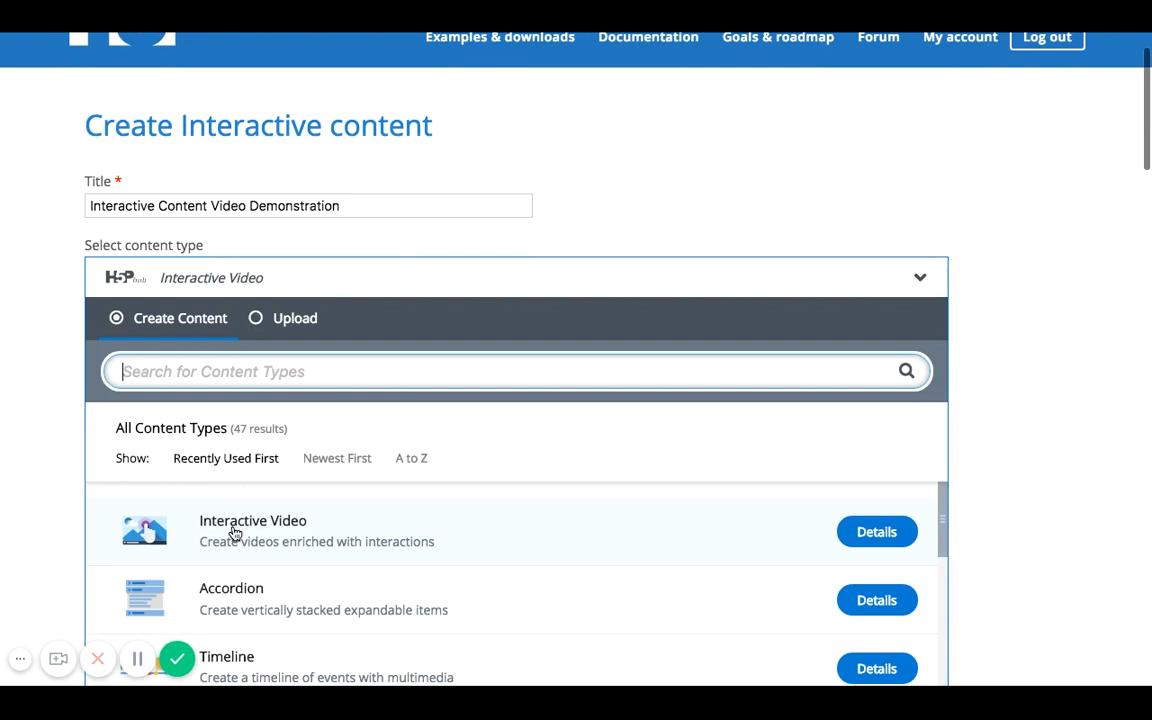 Examples & downloads Documentation Goals & roadmap Forum My account Log out
Create Interactive content
Title *
Interactive Content Video Demonstration
Select content type
H5P hub Interactive Video
Create Content Upload
Search for Content Types
All Content Types (47 results)
Show: Recently Used First Newest First A to Z
Interactive Video
Create videos enriched with interactions
Details
Accordion
Create vertically stacked expandable items
Details
Timeline
Create a timeline of events with multimedia
Details